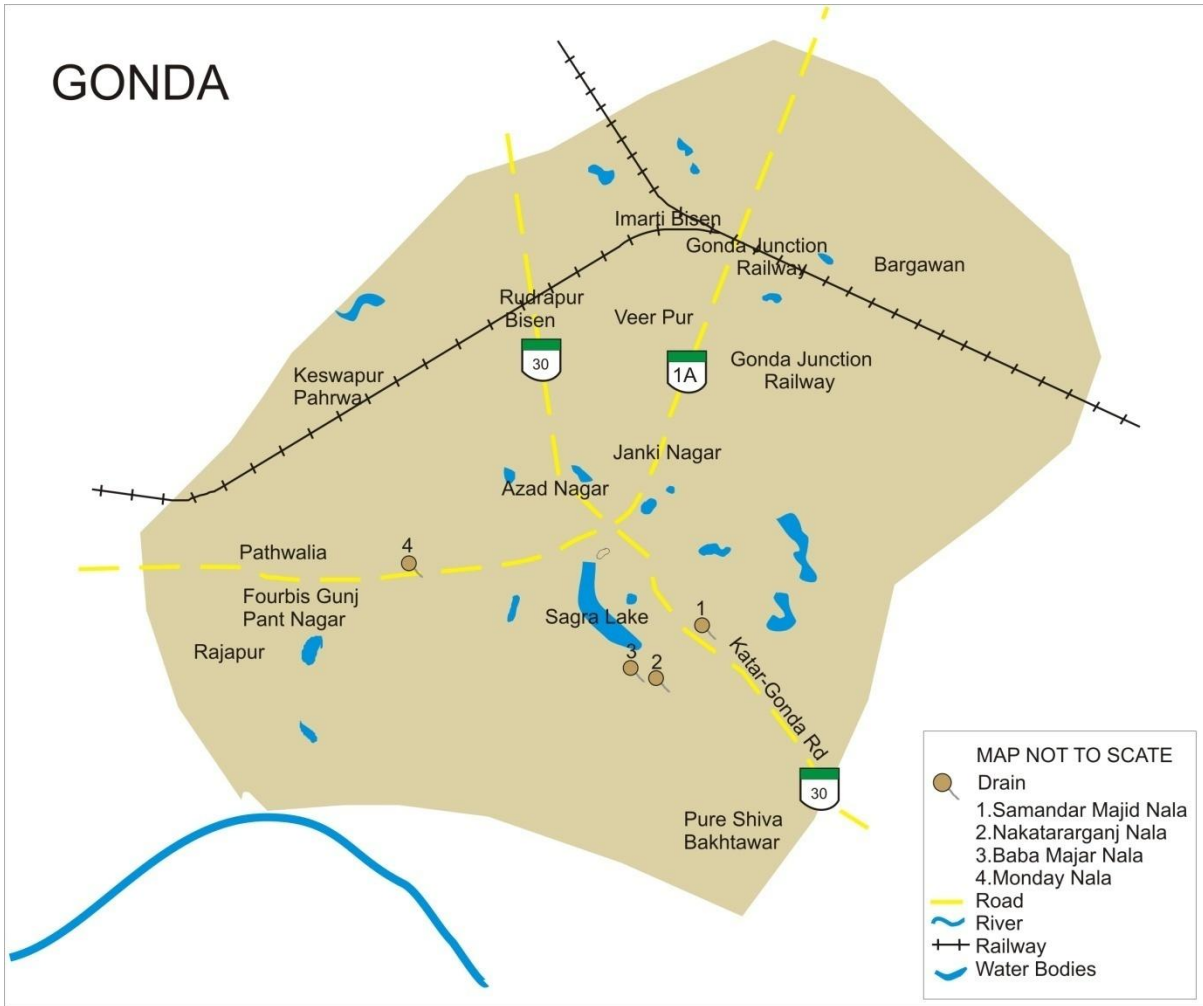 GONDA
Imarti Bisen
Gonda Junction
Railway
Bargawan
Rudrapur
Bisen
Veer Pur
30
1A
Gonda Junction
Railway
Keswapur
Pahrwa
Janki Nagar
Azad Nagar
Pathwalia
4
Fourbis Gunj
Pant Nagar
Sagra Lake
1
Rajapur
3
2
Katar-Gonda Rd
30
Pure Shiva
Bakhtawar
MAP NOT TO SCATE
Drain
1.Samandar Majid Nala
2.Nakatararganj Nala
3.Baba Majar Nala
4.Monday Nala
Road
River
Railway
Water Bodies